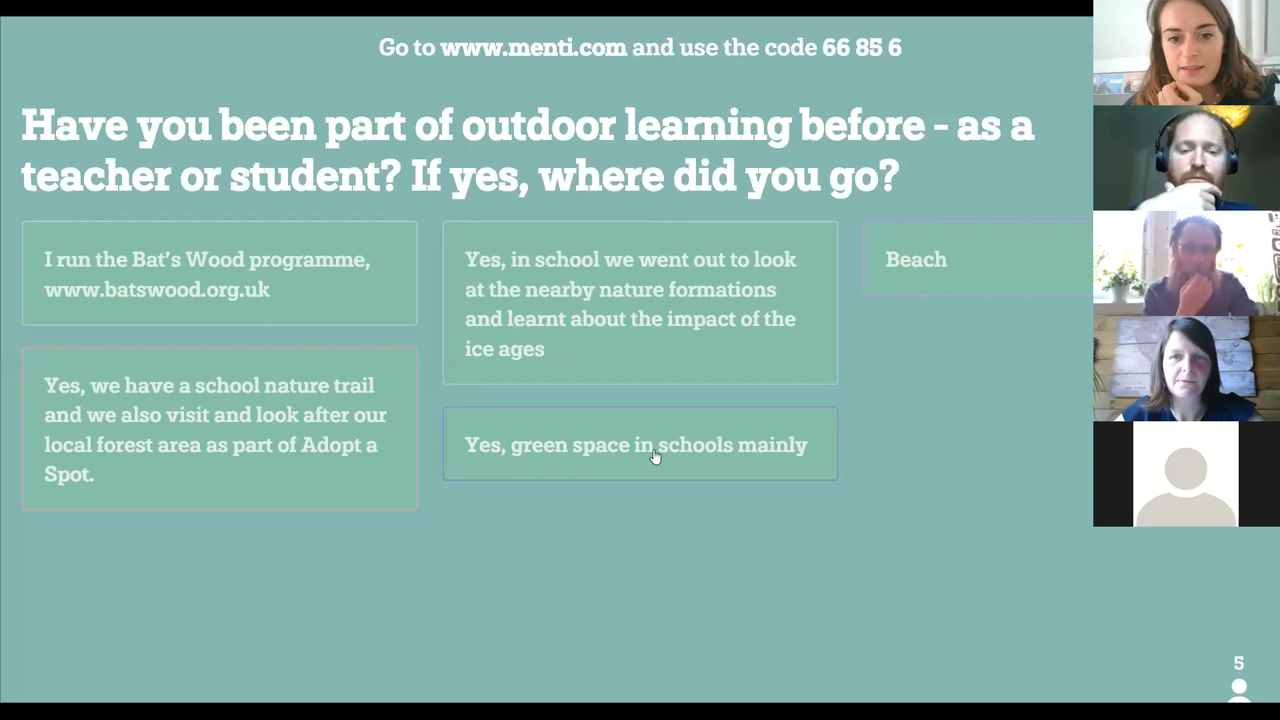 Go to www.menti.com and use the code 66 85 6
Have you been part of outdoor learning before - as a
teacher or student? If yes, where did you go?
I run the Bat's Wood programme,
www.batswood.org.uk
Yes, we have a school nature trail
and we also visit and look after our
local forest area as part of Adopt a
Spot.
Yes, in school we went out to look
at the nearby nature formations
and learnt about the impact of the
ice ages
Yes, green space in schools mainly
Beach
5